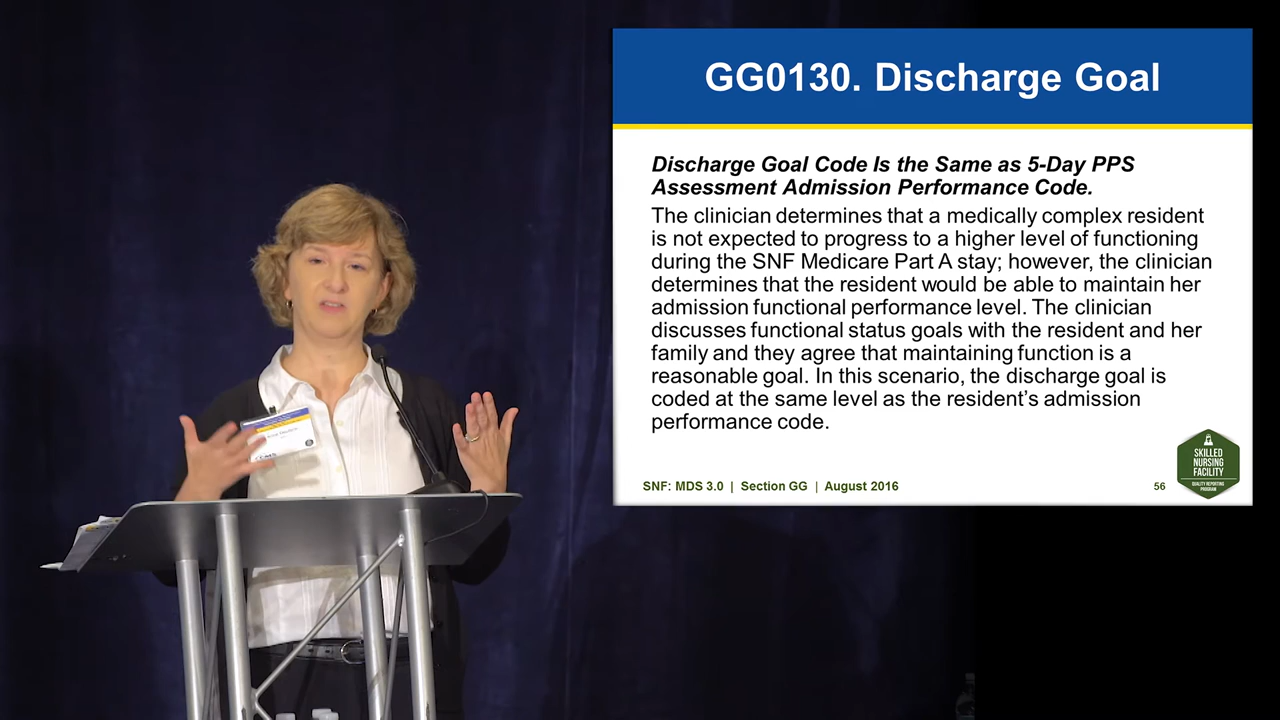 GG0130. Discharge Goal
Discharge Goal Code Is the Same as 5-Day PPS
Assessment Admission Performance Code.
The clinician determines that a medically complex resident
is not expected to progress to a higher level of functioning
during the SNF Medicare Part A stay; however, the clinician
determines that the resident would be able to maintain her
admission functional performance level. The clinician
discusses functional status goals with the resident and her
family and they agree that maintaining function is a
reasonable goal. In this scenario, the discharge goal is
coded at the same level as the resident's admission
performance code.
SNF: MDS 3.0 | Section GG | August 2016
56
SKILLED
NURSING
FACILITY
QUALITY REPORTING
PROGRAM
CMS